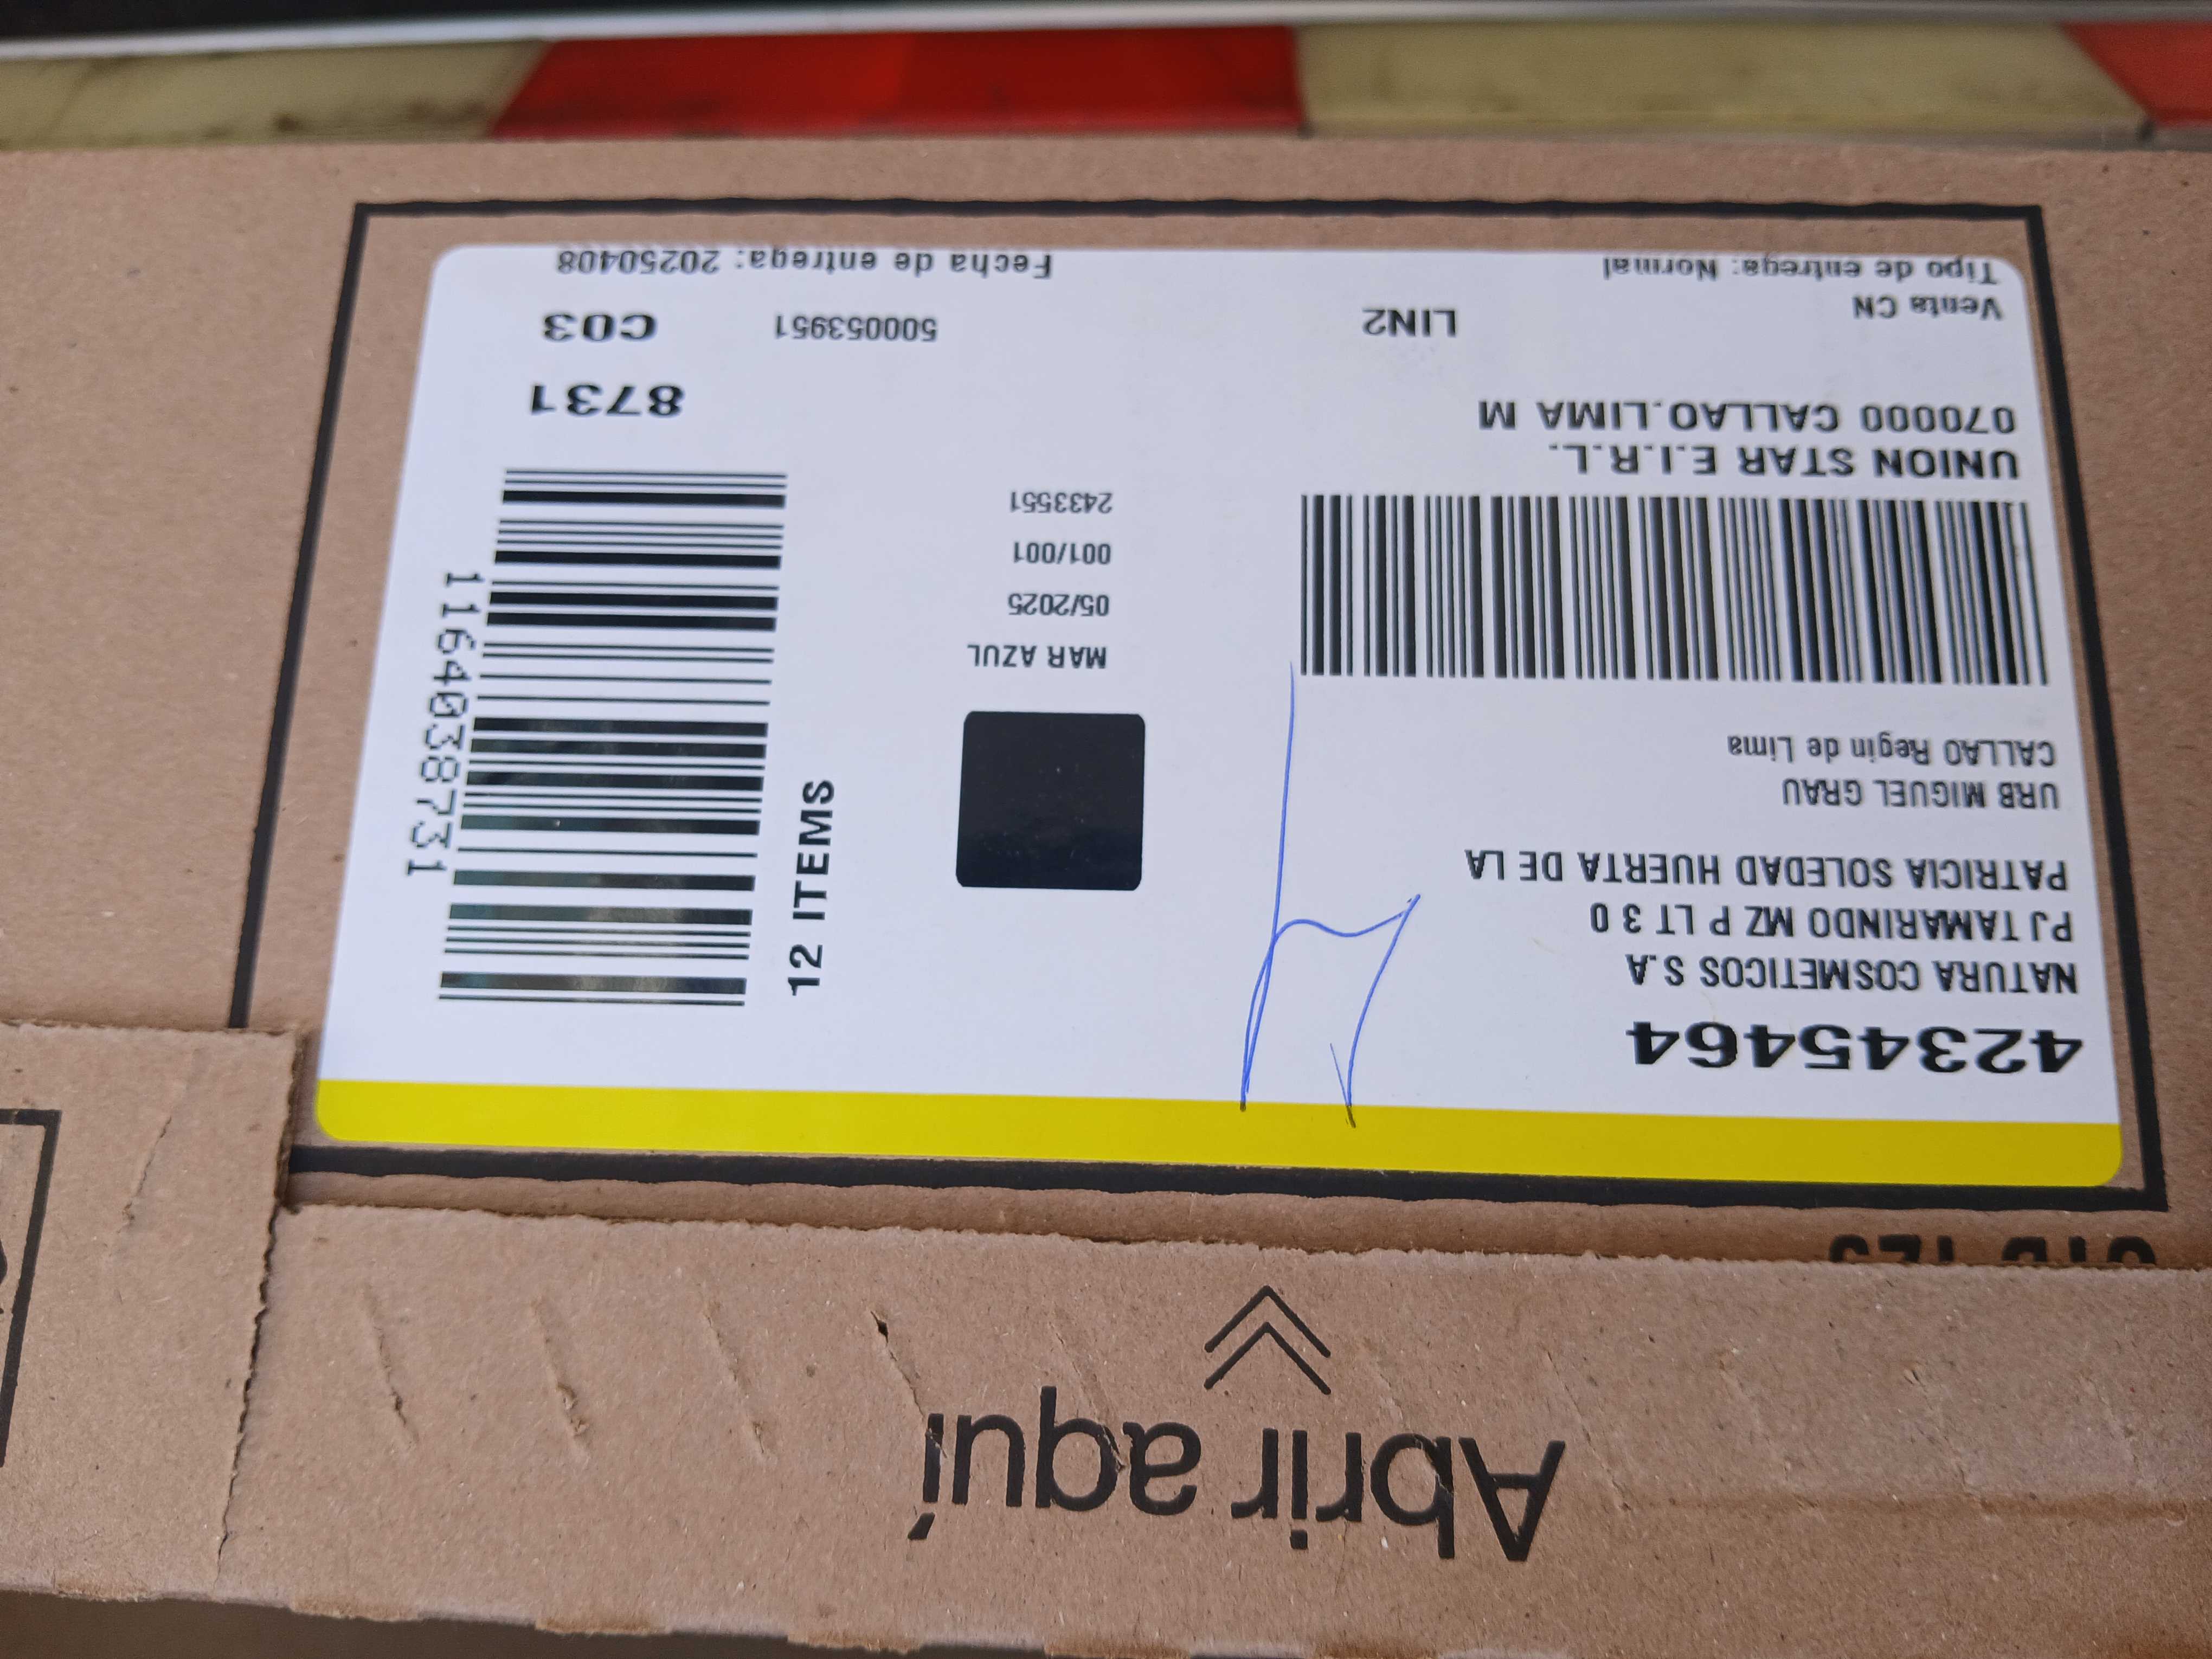 Abrir aquí
42345464
NATURA COSMETICOS S.A
PJ TAMARINDO MZ P LT 3 0
PATRICIA SOLEDAD HUERTA DE LA
URB MIGUEL GRAU
CALLAO Regin de Lima
UNION STAR E.I.R.L.
070000 CALLAO.LIMA M
Venta CN
LIN2
Tipo de entrega: Normal
MAR AZUL
05/2025
001/001
2433551
12 ITEMS
1164038731
8731
500053951
C03
Fecha de entrega: 20250408